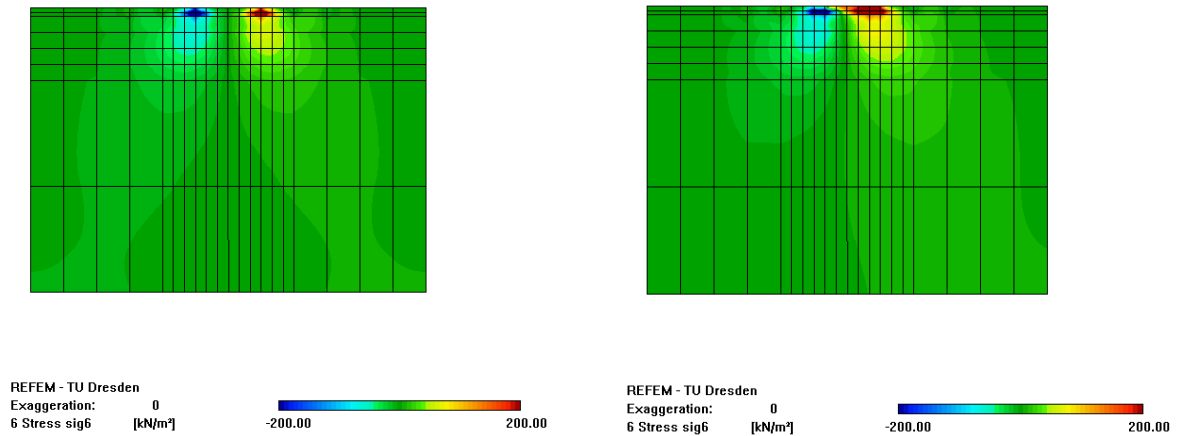 REFEM - TU Dresden
Exaggeration: 0
6 Stress sig6 [kN/m²] -200.00 200.00
REFEM - TU Dresden
Exaggeration: 0
6 Stress sig6 [kN/m²] -200.00 200.00